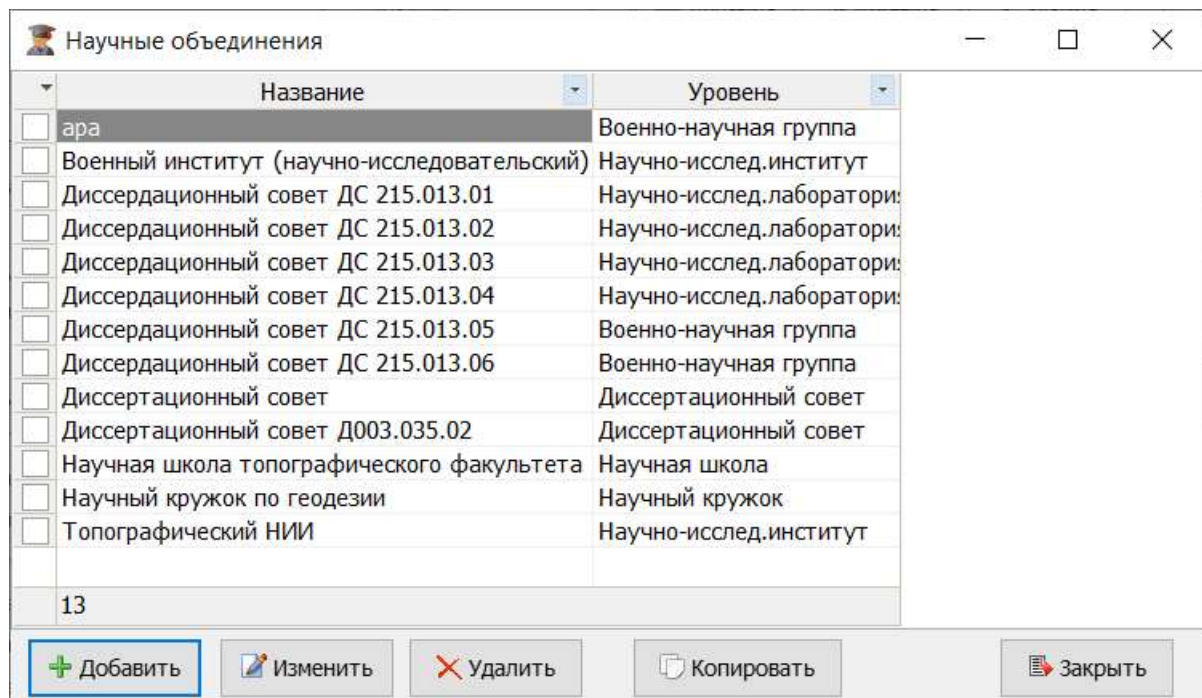 Научные объединения
Название Уровень
ара Военно-научная группа
Военный институт (научно-исследовательский) Научно-исслед.институт
Диссердационный совет ДС 215.013.01 Научно-исслед.лаборатория
Диссердационный совет ДС 215.013.02 Научно-исслед.лаборатория
Диссердационный совет ДС 215.013.03 Научно-исслед.лаборатория
Диссердационный совет ДС 215.013.04 Научно-исслед.лаборатория
Диссердационный совет ДС 215.013.05 Военно-научная группа
Диссердационный совет ДС 215.013.06 Военно-научная группа
Диссертационный совет Диссертационный совет
Диссертационный совет Д003.035.02 Диссертационный совет
Научная школа топографического факультета Научная школа
Научный кружок по геодезии Научный кружок
Топографический НИИ Научно-исслед.институт
13
Добавить Изменить Удалить Копировать Закрыть